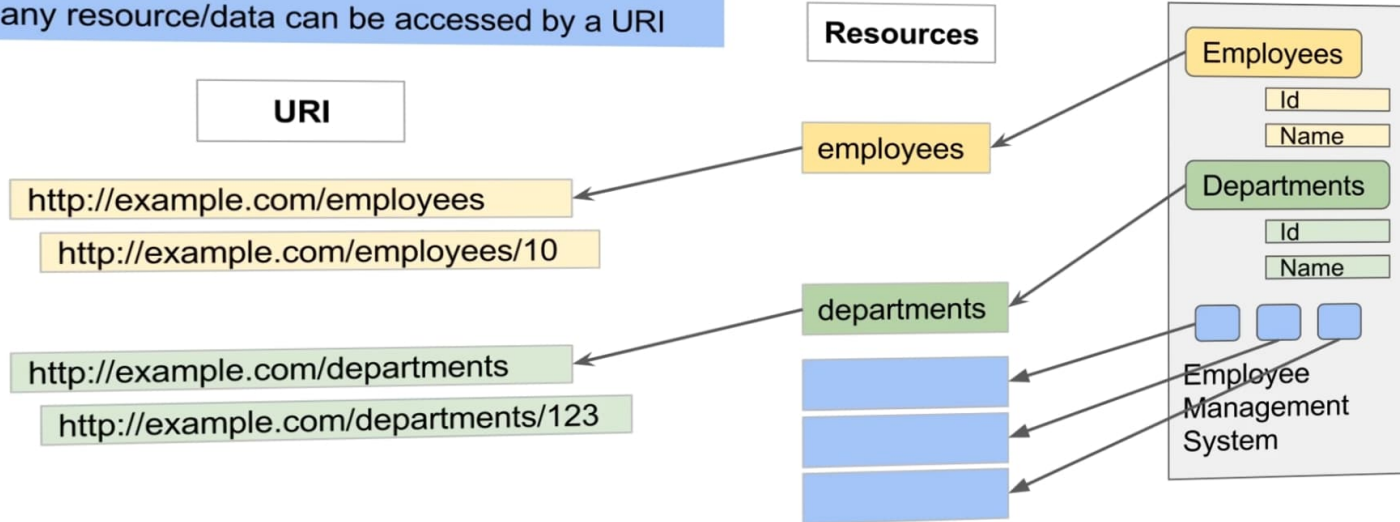 any resource/data can be accessed by a URI
URI
http://example.com/employees
http://example.com/employees/10
http://example.com/departments
http://example.com/departments/123
Resources
employees
departments
Employees
Id
Name
Departments
Id
Name
Employee
Management
System